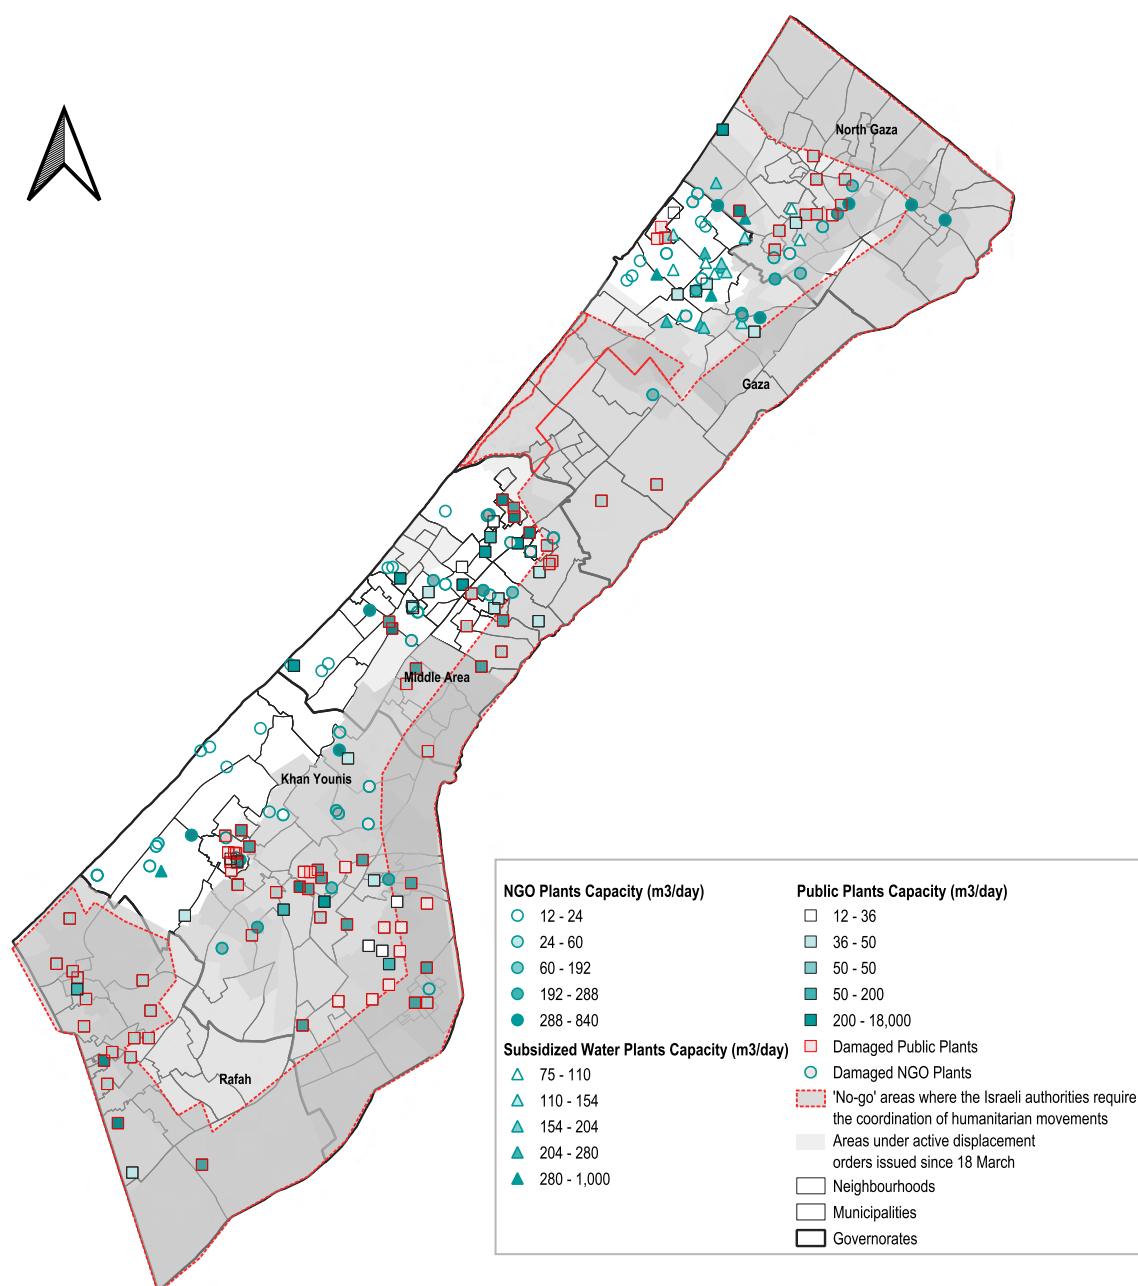 North Gaza
Gaza
Middle Area
Khan Younis
Rafah
NGO Plants Capacity (m3/day)
12 - 24
24 - 60
60 - 192
192 - 288
288 - 840
Subsidized Water Plants Capacity (m3/day)
75 - 110
110 - 154
154 - 204
204 - 280
280 - 1,000
Public Plants Capacity (m3/day)
12 - 36
36 - 50
50 - 50
50 - 200
200 - 18,000
Damaged Public Plants
Damaged NGO Plants
'No-go' areas where the Israeli authorities require
the coordination of humanitarian movements
Areas under active displacement
orders issued since 18 March
Neighbourhoods
Municipalities
Governorates